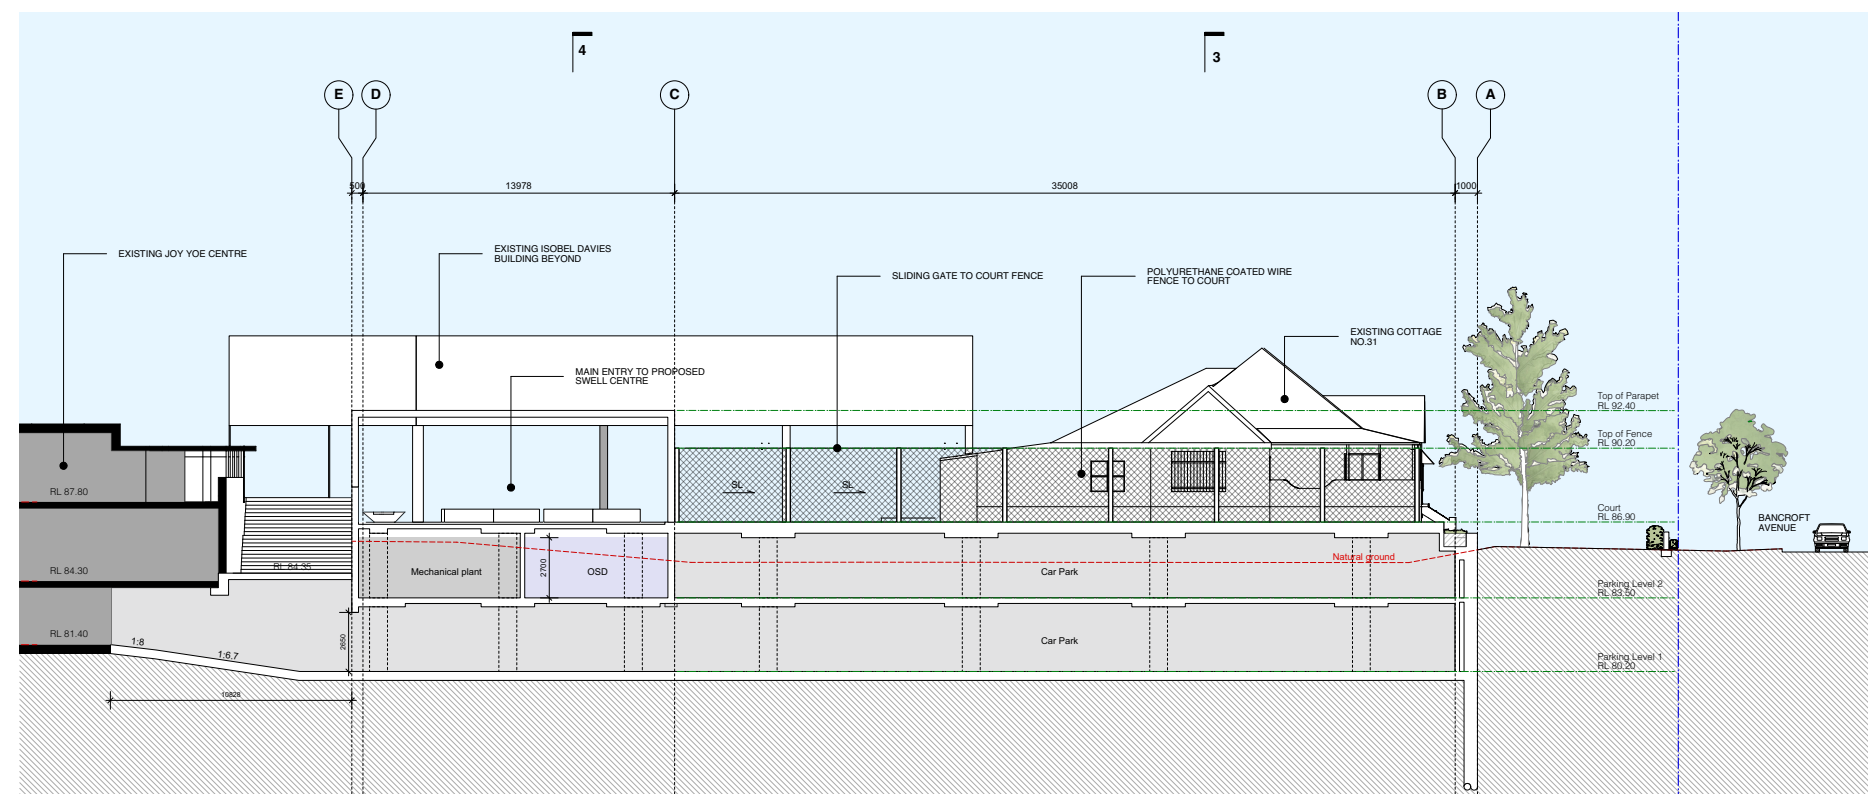 4
3
E
D
C
B
A
500
13978
35008
1000
EXISTING JOY YOE CENTRE
EXISTING ISOBEL DAVIES
BUILDING BEYOND
SLIDING GATE TO COURT FENCE
POLYURETHANE COATED WIRE
FENCE TO COURT
EXISTING COTTAGE
NO.31
MAIN ENTRY TO PROPOSED
SWELL CENTRE
Top of Parapet
RL 92.40
Top of Fence
RL 90.20
RL 87.80
SL
SL
Court
RL 86.90
BANCROFT
AVENUE
Natural ground
RL 84.30
RL 84.35
Mechanical plant
2700
OSD
Car Park
Parking Level 2
RL 83.50
RL 81.40
1:8
1:6.7
2650
Car Park
Parking Level 1
RL 80.20
10828